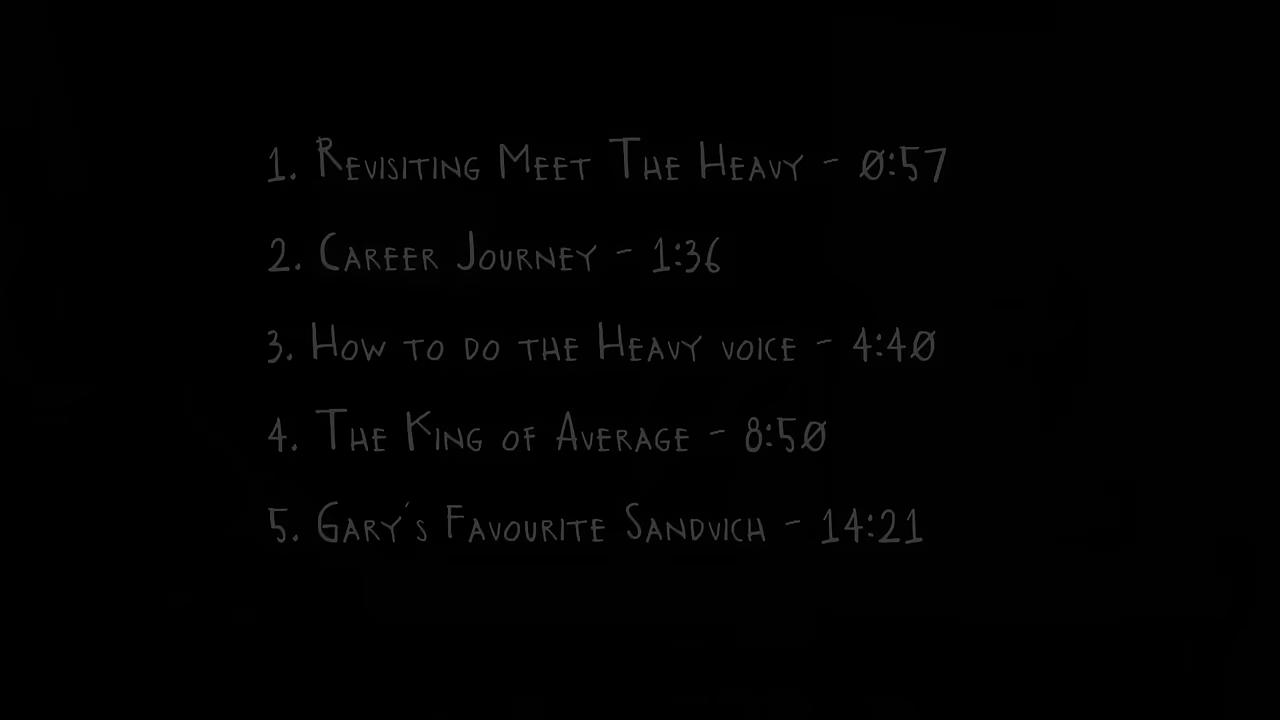 1. Revisiting Meet The Heavy - 0:57
2. Career Journey - 1:36
3. How to do the Heavy voice - 4:40
4. The King of Average - 8:50
5. Gary's Favourite Sandvich - 14:21